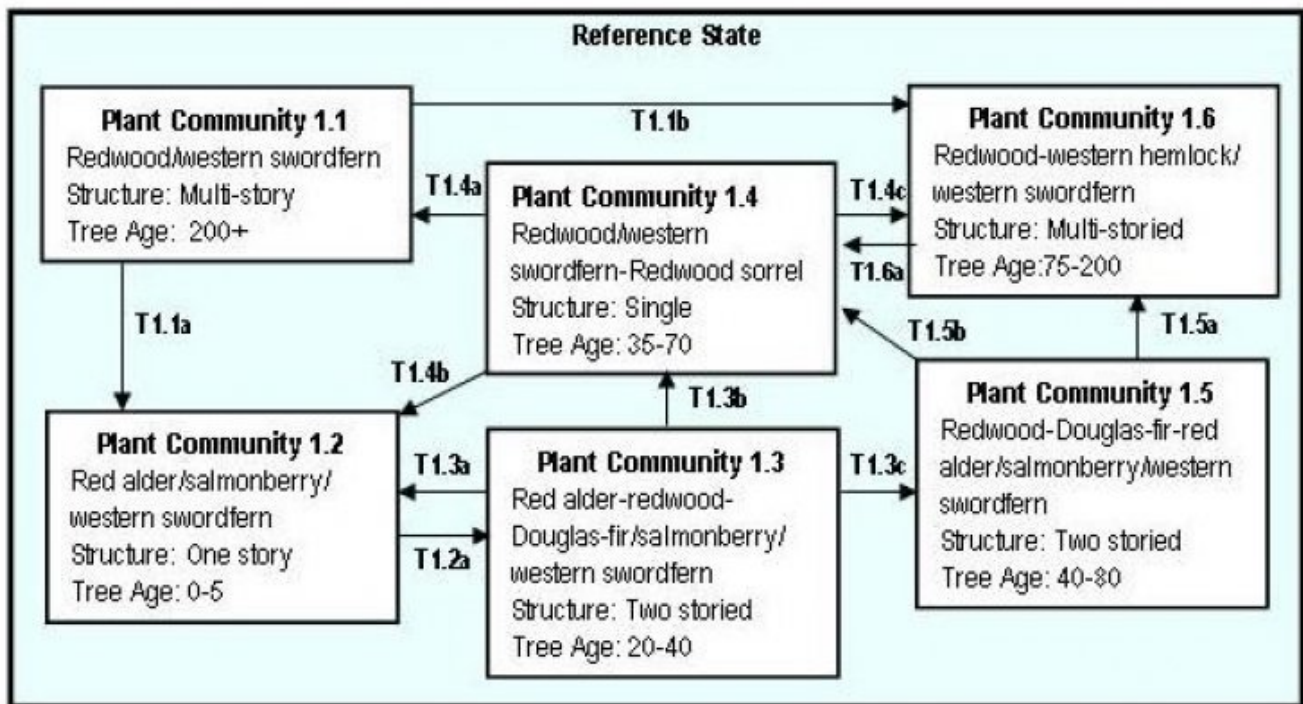 Reference State
Plant Community 1.1
Redwood/western swordfern
Structure: Multi-story
Tree Age: 200+
T1.1b
Plant Community 1.6
Redwood-western hemlock/
western swordfern
Structure: Multi-storied
Tree Age:75-200
T1.4a
Plant Community 1.4
Redwood/western
swordfern-Redwood sorrel
Structure: Single
Tree Age: 35-70
T1.4c
T1.6a
T1.1a
T1.4b
T1.3b
T1.5b
T1.5a
Plant Community 1.2
Red alder/salmonberry/
western swordfern
Structure: One story
Tree Age: 0-5
T1.3a
T1.2a
Plant Community 1.3
Red alder-redwood-
Douglas-fir/salmonberry/
western swordfern
Structure: Two storied
Tree Age: 20-40
T1.3c
Plant Community 1.5
Redwood-Douglas-fir-red
alder/salmonberry/western
swordfern
Structure: Two storied
Tree Age: 40-80